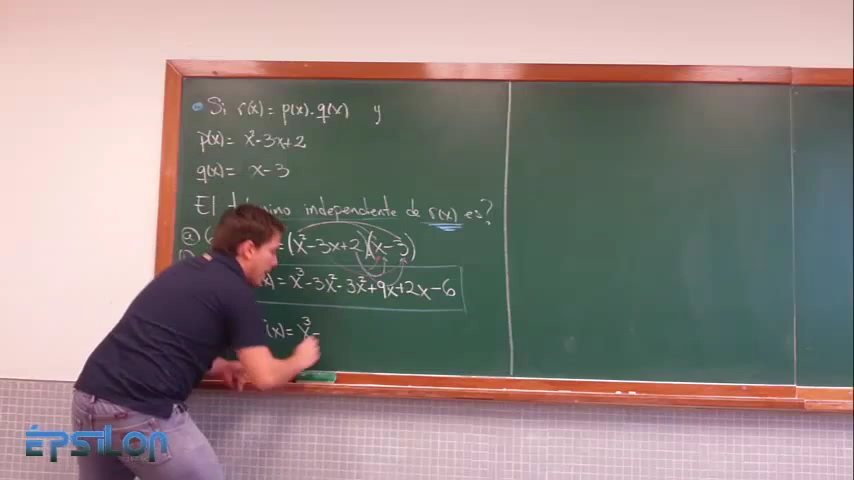 Si r(x) = p(x) · q(x) y
p(x) = x² - 3x + 2
q(x) = x - 3
El término independiente de r(x) es?
a) = (x² - 3x + 2)(x - 3)
x) = x³ - 3x² - 3x² + 9x + 2x - 6
(x) = x³ -
ÉPSILON